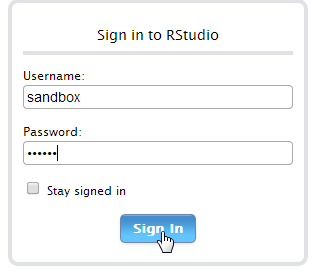 Sign in to RStudio
Username:
sandbox
Password:
••••••
Stay signed in
Sign In